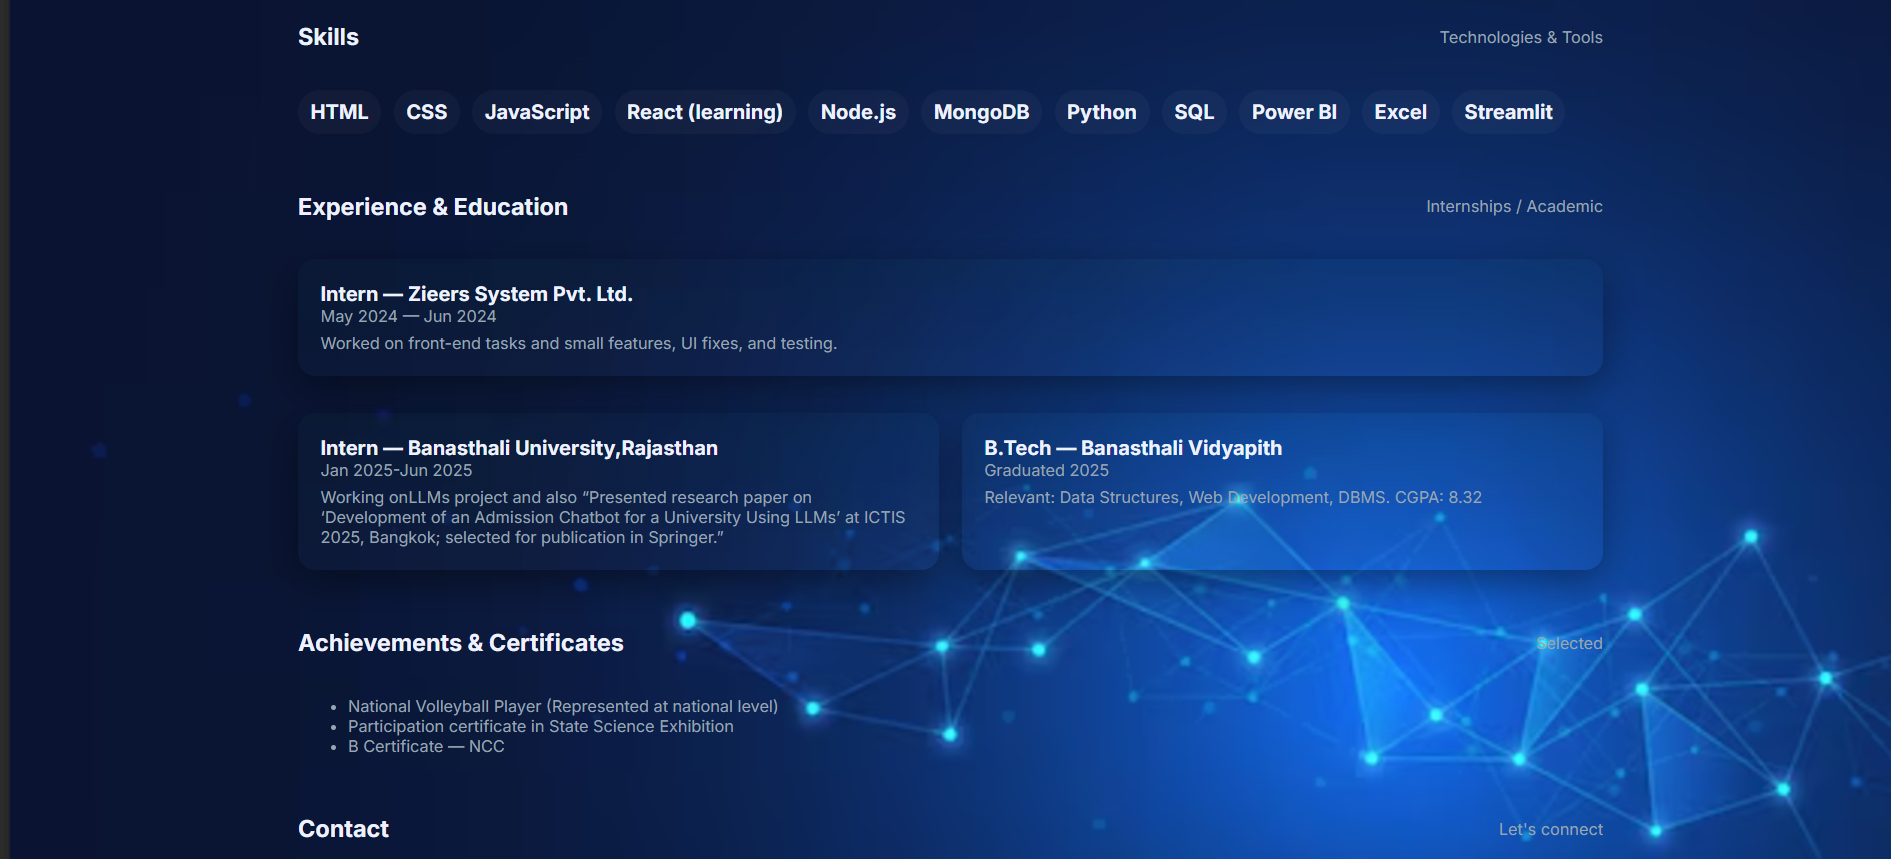 Skills
Technologies & Tools
HTML CSS JavaScript React (learning) Node.js MongoDB Python SQL Power BI Excel Streamlit
Experience & Education
Internships / Academic
Intern — Zieers System Pvt. Ltd.
May 2024 — Jun 2024
Worked on front-end tasks and small features, UI fixes, and testing.
Intern — Banasthali University,Rajasthan
Jan 2025-Jun 2025
Working onLLMs project and also “Presented research paper on
‘Development of an Admission Chatbot for a University Using LLMs’ at ICTIS
2025, Bangkok; selected for publication in Springer.”
B.Tech — Banasthali Vidyapith
Graduated 2025
Relevant: Data Structures, Web Development, DBMS. CGPA: 8.32
Achievements & Certificates
Selected
• National Volleyball Player (Represented at national level)
• Participation certificate in State Science Exhibition
• B Certificate — NCC
Contact
Let's connect